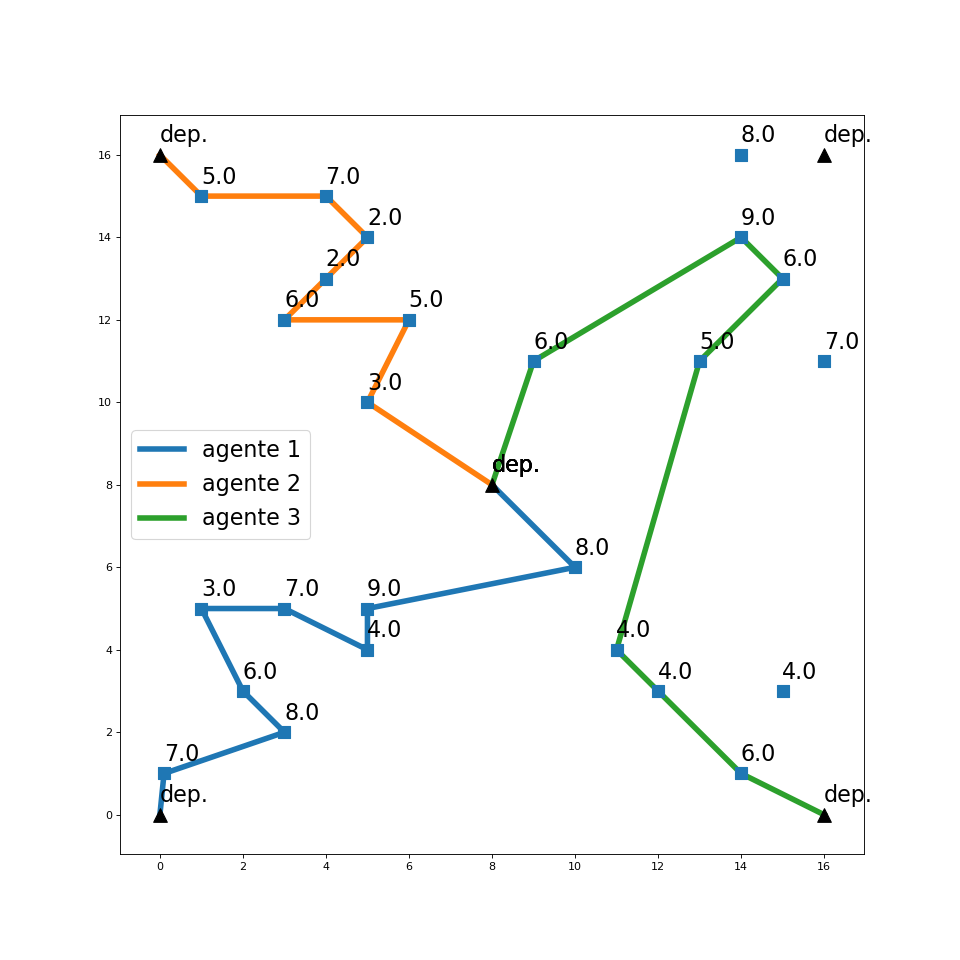 dep. 8.0 dep.
16
5.0 7.0
2.0 9.0
14
2.0 6.0
6.0 5.0
12
6.0 5.0 7.0
3.0
10
agente 1
agente 2
agente 3
dep.
8
8.0
6
3.0 7.0 9.0
4.0 4.0
4
6.0 4.0 4.0
8.0
2
7.0 6.0
dep. dep.
0
0 2 4 6 8 10 12 14 16